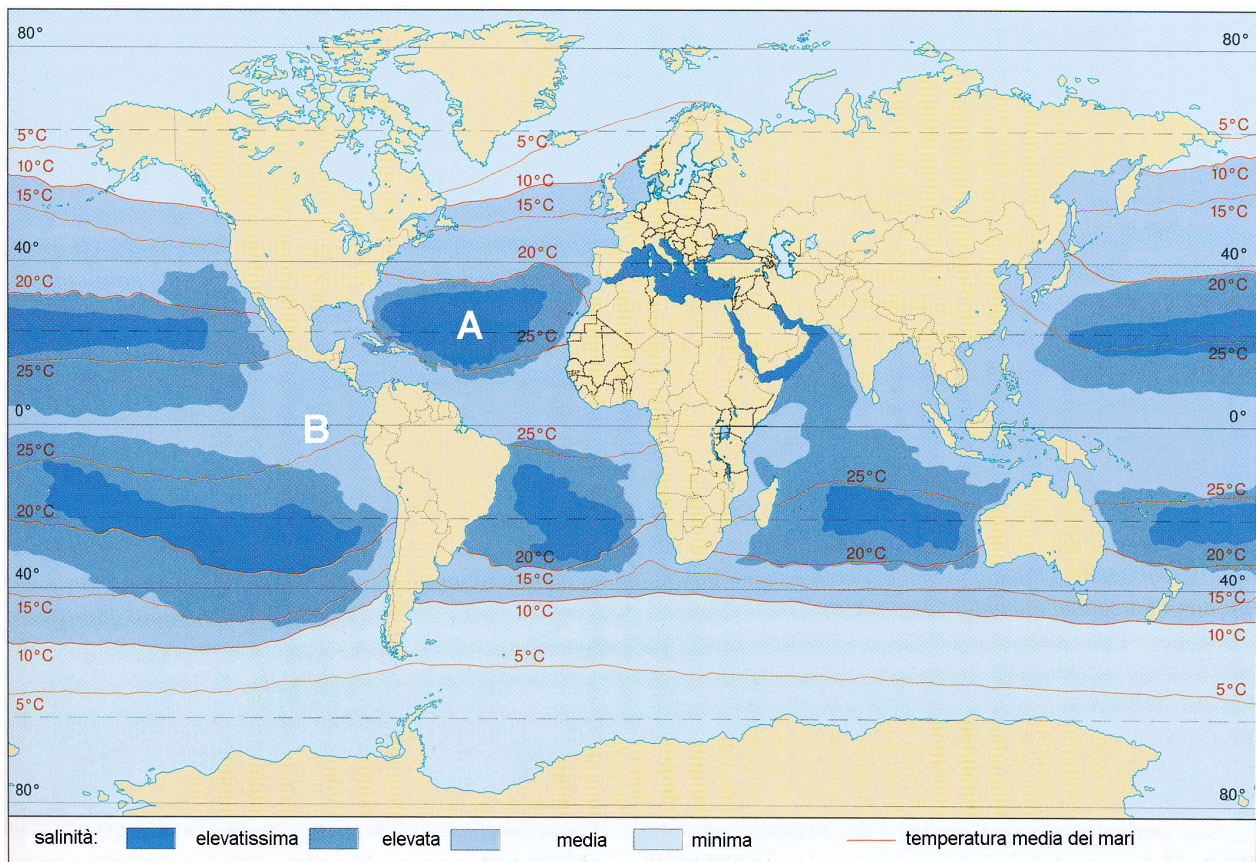 80° 80°
5°C 5°C 5°C
10°C 10°C 10°C
15°C 15°C 15°C
40° 20°C 40°
20°C 20°C
A
25°C 25°C
25°C
0° 0°
B
25°C 25°C
25°C 25°C
20°C 20°C 20°C 20°C
40° 15°C 40°
15°C 15°C
10°C 10°C
10°C
5°C
5°C 5°C
80° 80°
salinità: elevatissima elevata media minima temperatura media dei mari